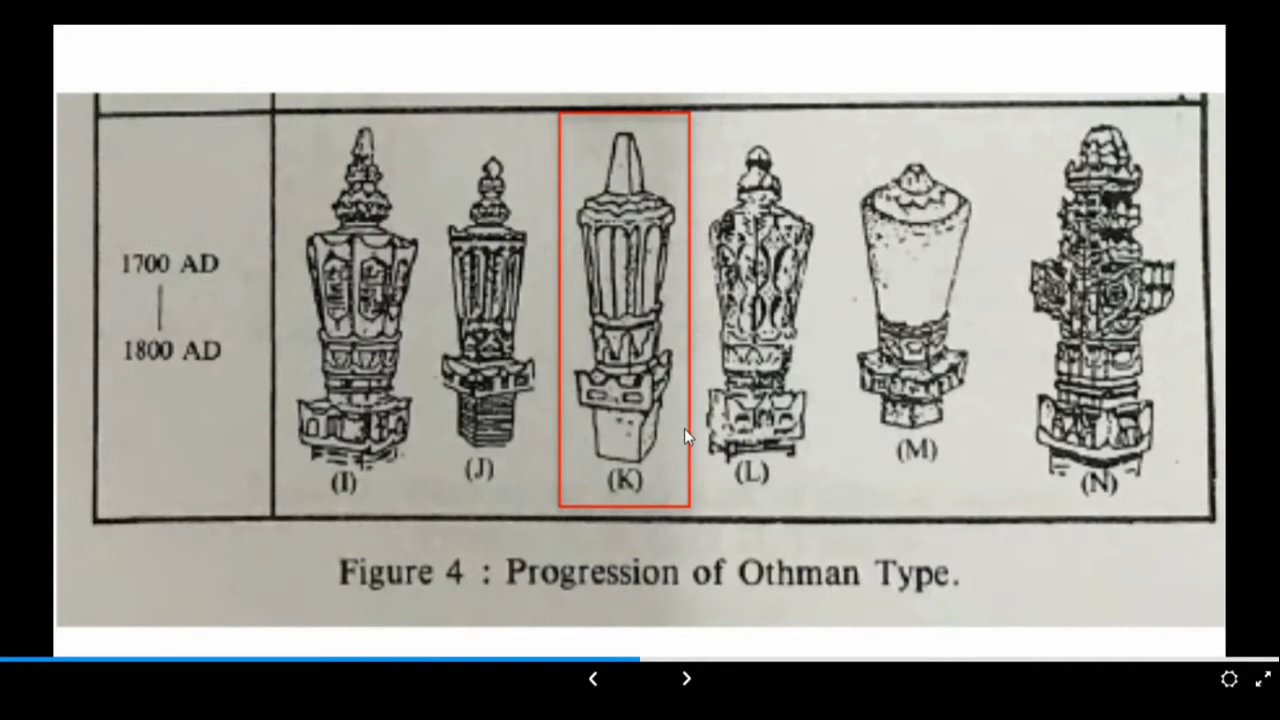 1700 AD
1800 AD
(I) (J) (K) (L) (M) (N)
Figure 4 : Progression of Othman Type.